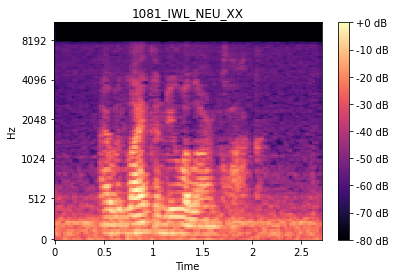 1081_IWL_NEU_XX
+0 dB
8192
-10 dB
4096
-20 dB
-30 dB
2048
Hz
-40 dB
1024
-50 dB
512
-60 dB
-70 dB
0
-80 dB
0 0.5 1 1.5 2 2.5
Time